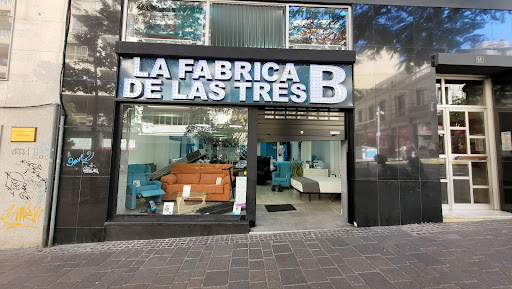 LA FABRICA
DE LAS TRES B